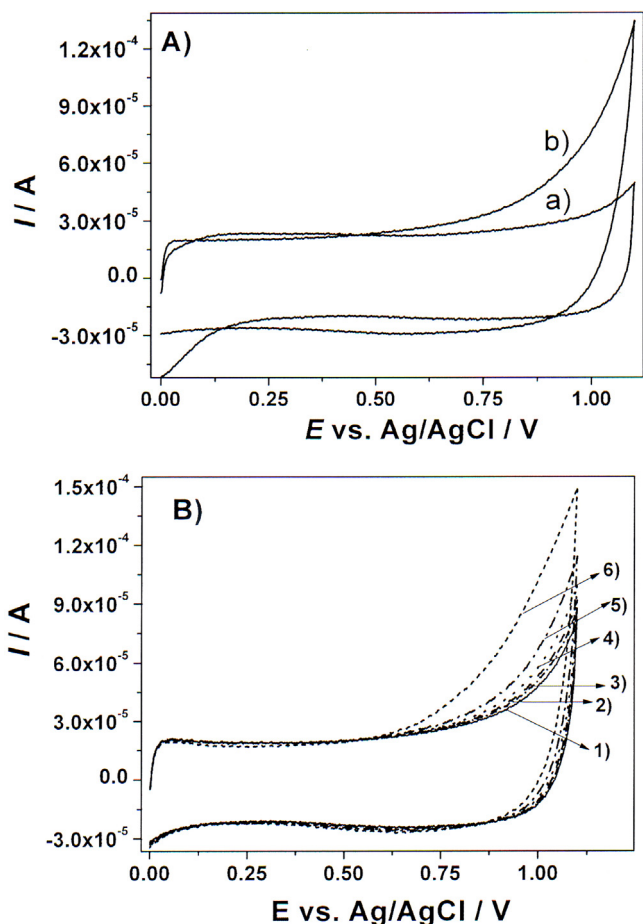 A)
1.2x10⁻⁴
9.0x10⁻⁵
6.0x10⁻⁵
3.0x10⁻⁵
0.0
-3.0x10⁻⁵
I / A
b)
a)
0.00 0.25 0.50 0.75 1.00
E vs. Ag/AgCl / V
B)
1.5x10⁻⁴
1.2x10⁻⁴
9.0x10⁻⁵
6.0x10⁻⁵
3.0x10⁻⁵
0.0
-3.0x10⁻⁵
I / A
6)
5)
4)
3)
2)
1)
0.00 0.25 0.50 0.75 1.00
E vs. Ag/AgCl / V